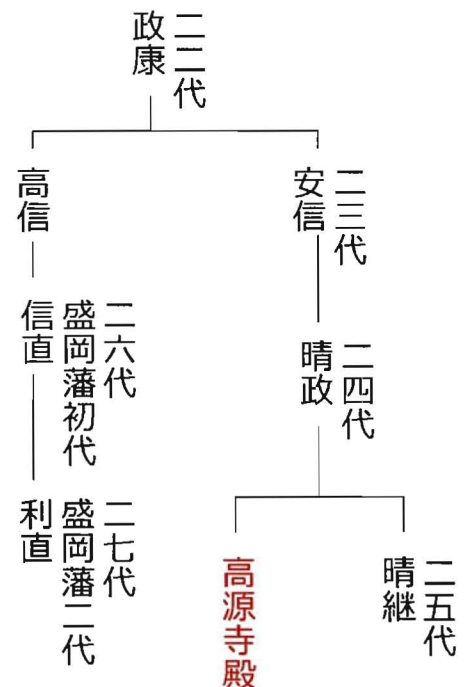 二二代
政康
二三代
安信
高信
二四代
晴政
二六代
盛岡藩初代
信直
二五代
晴継
高源寺殿
二七代
盛岡藩二代
利直